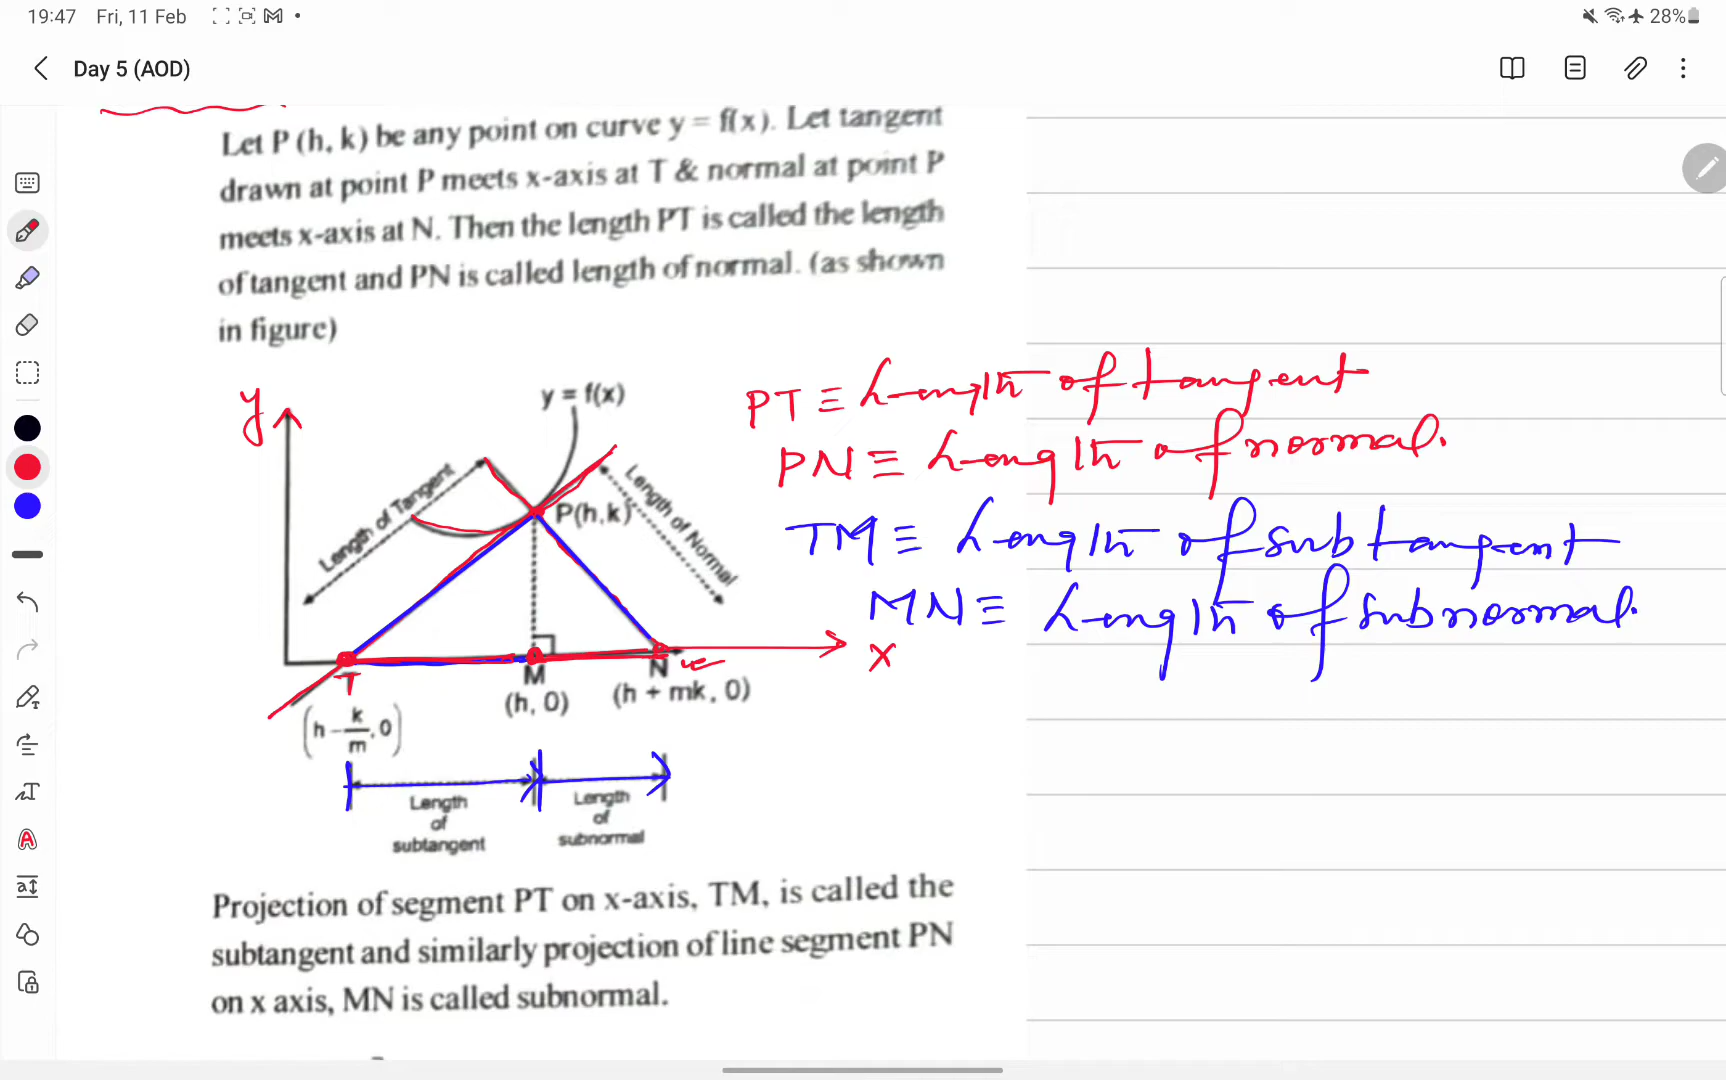 19:47 Fri, 11 Feb 28%
Day 5 (AOD)
Let P (h, k) be any point on curve y = f(x). Let tangent
drawn at point P meets x-axis at T & normal at point P
meets x-axis at N. Then the length PT is called the length
of tangent and PN is called length of normal. (as shown
in figure)
y
y = f(x)
Length of Tangent
P(h,k)
Length of Normal
T
M
N
x
(h - k/m, 0)
(h, 0)
(h + mk, 0)
Length
of
subtangent
Length
of
subnormal
PT ≡ Length of tangent
PN ≡ Length of normal.
TM ≡ Length of subtangent
MN ≡ Length of subnormal.
Projection of segment PT on x-axis, TM, is called the
subtangent and similarly projection of line segment PN
on x axis, MN is called subnormal.